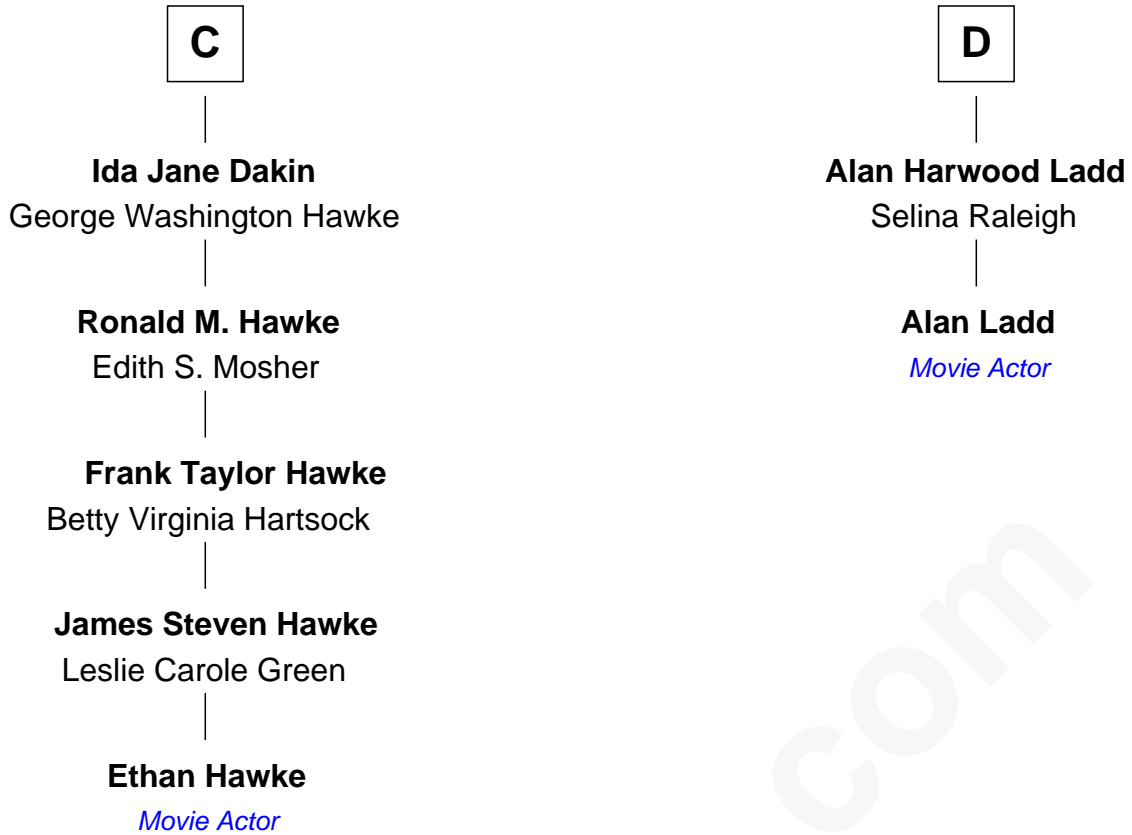 C
Ida Jane Dakin
George Washington Hawke
Ronald M. Hawke
Edith S. Mosher
Frank Taylor Hawke
Betty Virginia Hartsock
James Steven Hawke
Leslie Carole Green
Ethan Hawke
Movie Actor
D
Alan Harwood Ladd
Selina Raleigh
Alan Ladd
Movie Actor
com